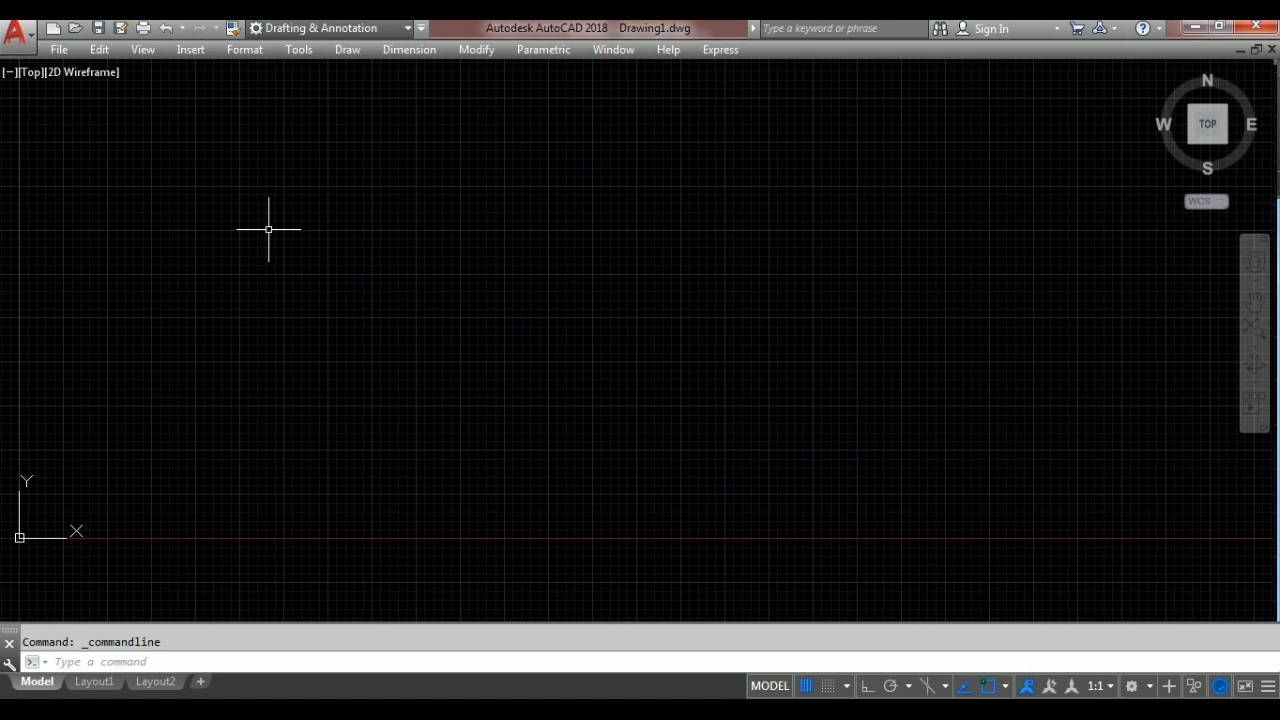 Drafting & Annotation Autodesk AutoCAD 2018 Drawing1.dwg Type a keyword or phrase Sign In
File Edit View Insert Format Tools Draw Dimension Modify Parametric Window Help Express
[−][Top][2D Wireframe]
N
W TOP E
S
WCS
Y
X
Command: _commandline
Type a command
Model Layout1 Layout2 + MODEL 1:1